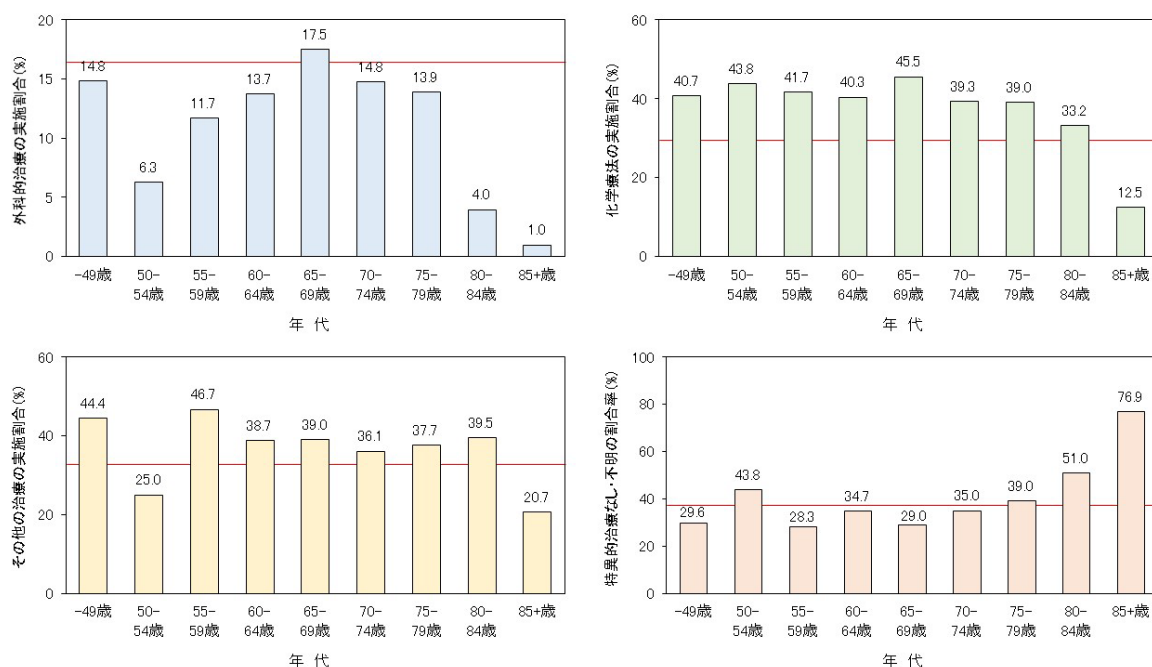 外科的治療の実施割合(%)
20
15
10
5
0
14.8
6.3
11.7
13.7
17.5
14.8
13.9
4.0
1.0
-49歳
50-
54歳
55-
59歳
60-
64歳
65-
69歳
70-
74歳
75-
79歳
80-
84歳
85+歳
年 代
化学療法の実施割合(%)
60
40
20
0
40.7
43.8
41.7
40.3
45.5
39.3
39.0
33.2
12.5
-49歳
50-
54歳
55-
59歳
60-
64歳
65-
69歳
70-
74歳
75-
79歳
80-
84歳
85+歳
年 代
その他の治療の実施割合(%)
60
40
20
0
44.4
25.0
46.7
38.7
39.0
36.1
37.7
39.5
20.7
-49歳
50-
54歳
55-
59歳
60-
64歳
65-
69歳
70-
74歳
75-
79歳
80-
84歳
85+歳
年 代
特異的治療なし・不明の割合率(%)
100
80
60
40
20
0
29.6
43.8
28.3
34.7
29.0
35.0
39.0
51.0
76.9
-49歳
50-
54歳
55-
59歳
60-
64歳
65-
69歳
70-
74歳
75-
79歳
80-
84歳
85+歳
年 代